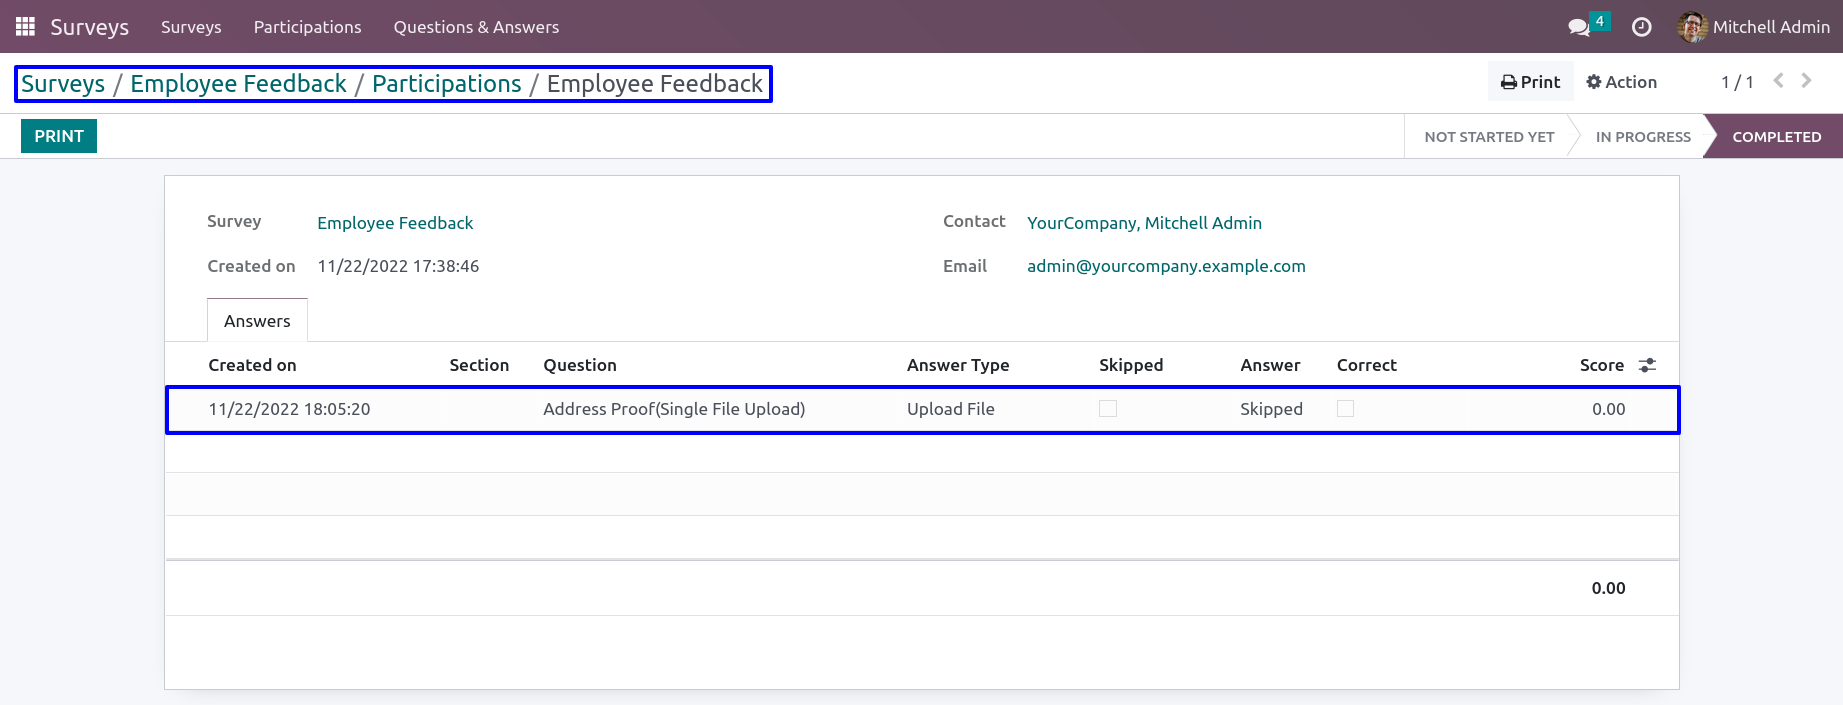 Surveys Surveys Participations Questions & Answers 4 Mitchell Admin
Surveys / Employee Feedback / Participations / Employee Feedback Print Action 1 / 1
PRINT NOT STARTED YET IN PROGRESS COMPLETED
Survey Employee Feedback Contact YourCompany, Mitchell Admin
Created on 11/22/2022 17:38:46 Email admin@yourcompany.example.com
Answers
Created on Section Question Answer Type Skipped Answer Correct Score
11/22/2022 18:05:20 Address Proof(Single File Upload) Upload File Skipped 0.00
0.00